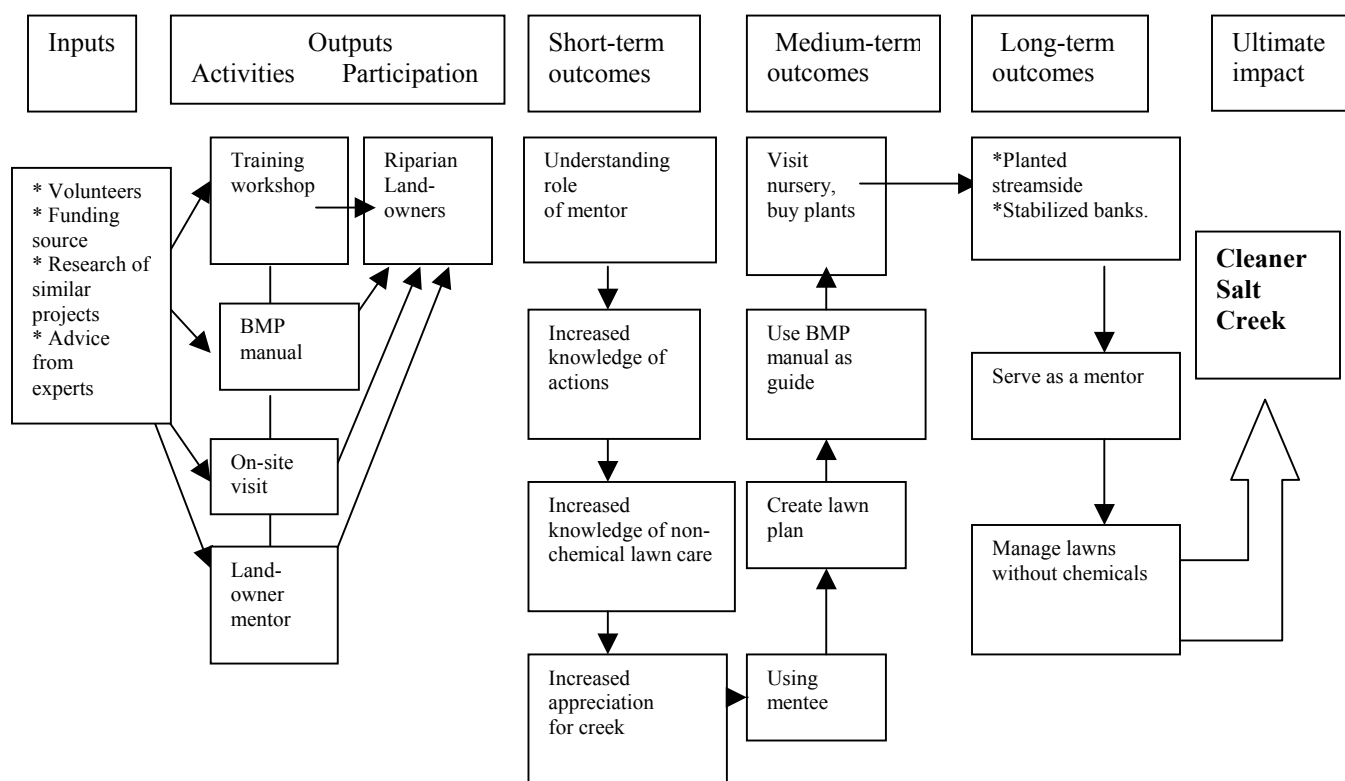 Inputs
Outputs
Activities Participation
Short-term
outcomes
Medium-term
outcomes
Long-term
outcomes
Ultimate
impact
* Volunteers
* Funding
source
* Research of
similar
projects
* Advice
from
experts
Training
workshop
BMP
manual
On-site
visit
Land-
owner
mentor
Riparian
Land-
owners
Understanding
role
of mentor
Increased
knowledge of
actions
Increased
knowledge of non-
chemical lawn care
Increased
appreciation
for creek
Visit
nursery,
buy plants
Use BMP
manual as
guide
Create lawn
plan
Using
mentee
*Planted
streamside
*Stabilized banks.
Serve as a mentor
Manage lawns
without chemicals
Cleaner
Salt
Creek